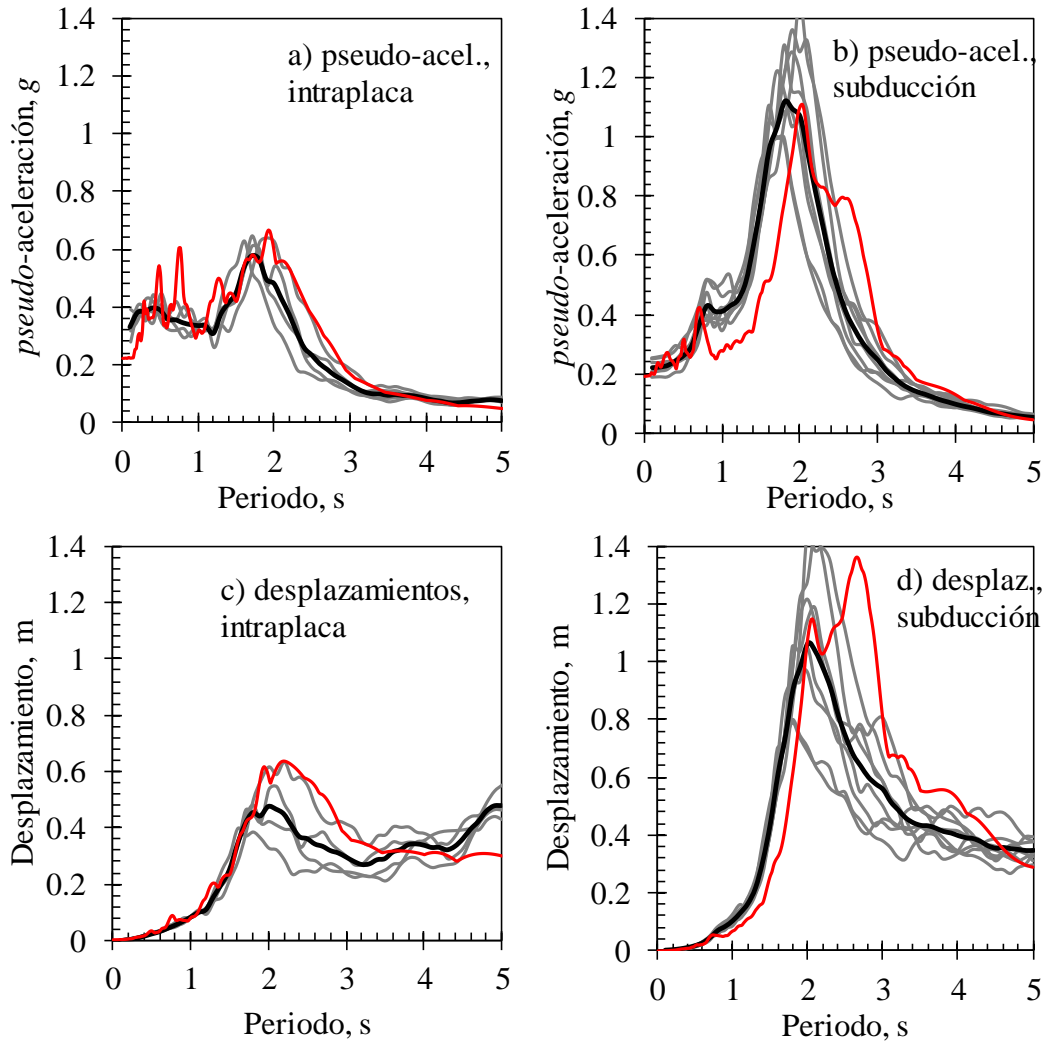 a) pseudo-acel.,
intraplaca
pseudo-aceleración, g
1.4
1.2
1
0.8
0.6
0.4
0.2
0
0 1 2 3 4 5
Periodo, s
b) pseudo-acel.,
subducción
pseudo-aceleración, g
1.4
1.2
1
0.8
0.6
0.4
0.2
0
0 1 2 3 4 5
Periodo, s
c) desplazamientos,
intraplaca
Desplazamiento, m
1.4
1.2
1
0.8
0.6
0.4
0.2
0
0 1 2 3 4 5
Periodo, s
d) desplaz.,
subducción
Desplazamiento, m
1.4
1.2
1
0.8
0.6
0.4
0.2
0
0 1 2 3 4 5
Periodo, s